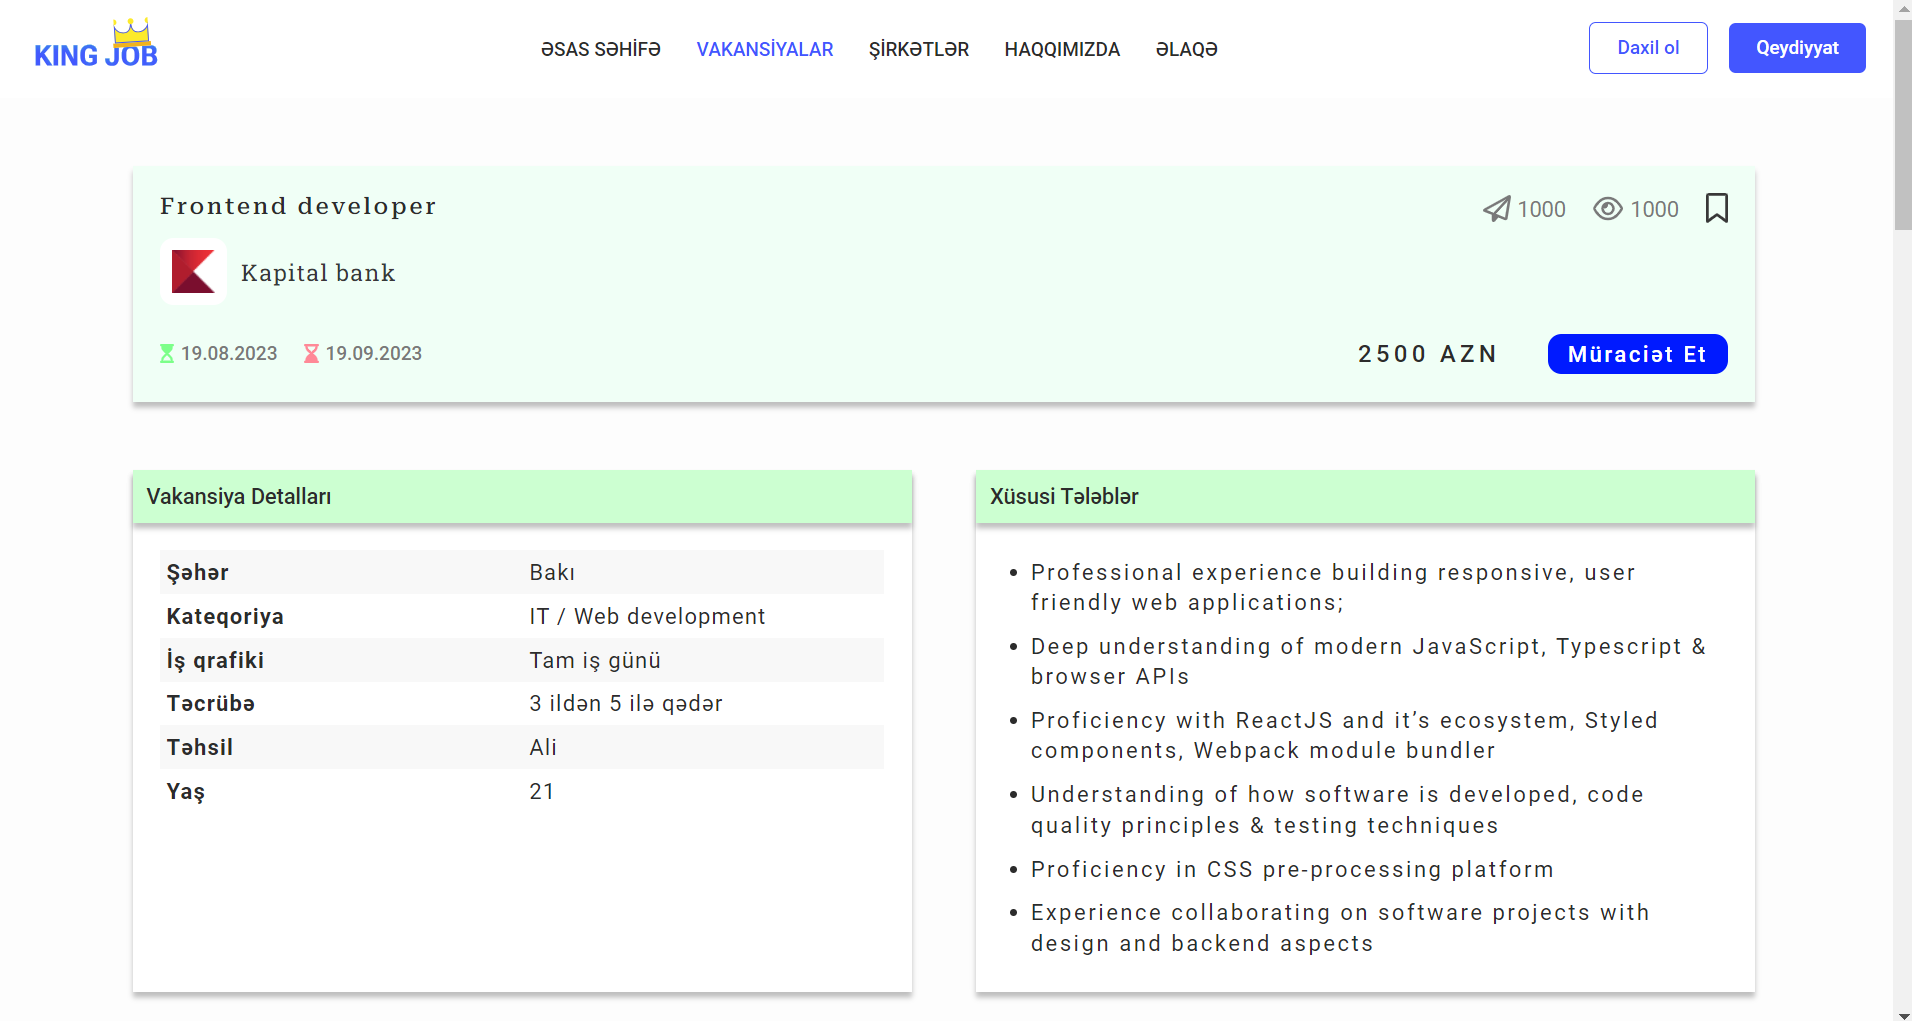 KING JOB
ƏSAS SƏHİFƏ
VAKANSİYALAR
ŞİRKƏTLƏR
HAQQIMIZDA
ƏLAQƏ
Daxil ol
Qeydiyyat
Frontend developer
1000
1000
Kapital bank
19.08.2023
19.09.2023
2500 AZN
Müraciət Et
Vakansiya Detalları
Şəhər Bakı
Kateqoriya IT / Web development
İş qrafiki Tam iş günü
Təcrübə 3 ildən 5 ilə qədər
Təhsil Ali
Yaş 21
Xüsusi Tələblər
• Professional experience building responsive, user
friendly web applications;
• Deep understanding of modern JavaScript, Typescript &
browser APIs
• Proficiency with ReactJS and it’s ecosystem, Styled
components, Webpack module bundler
• Understanding of how software is developed, code
quality principles & testing techniques
• Proficiency in CSS pre-processing platform
• Experience collaborating on software projects with
design and backend aspects